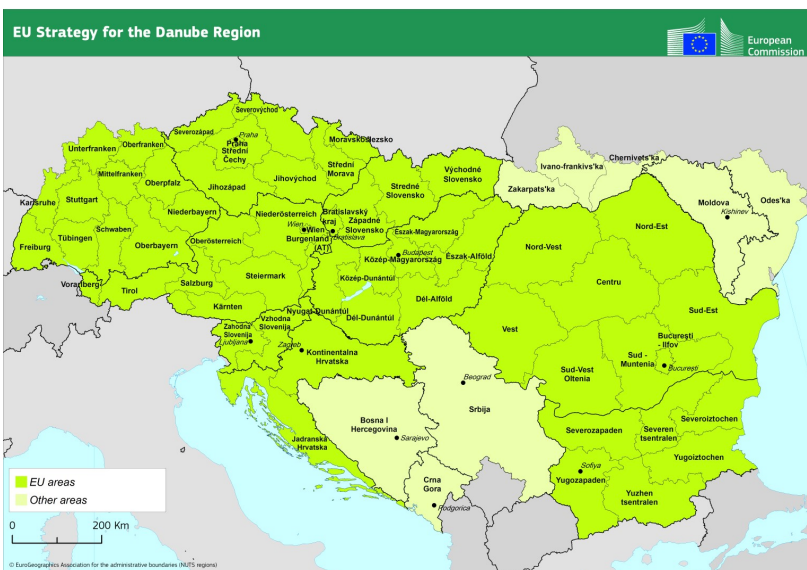 EU Strategy for the Danube Region
European
Commission
Severovýchod
Severozápad
Praha
Praha
Střední
Čechy
Moravskoslezsko
Unterfranken
Oberfranken
Mittelfranken
Oberpfalz
Jihozápad
Jihovýchod
Střední
Morava
Karlsruhe
Stuttgart
Schwaben
Niederbayern
Tübingen
Freiburg
Oberbayern
Oberösterreich
Niederösterreich
Wien
Wien
Burgenland
(AT)
Bratislavský
kraj
Bratislava
Západné
Slovensko
Stredné
Slovensko
Východné
Slovensko
Zakarpats'ka
Ivano-frankivs'ka
Chernivets'ka
Moldova
Kishinev
Odes'ka
Vorarlberg
Tirol
Salzburg
Steiermark
Kärnten
Észak-Magyarország
Budapest
Közép-Magyarország
Észak-Alföld
Közép-Dunántúl
Nyugat-Dunántúl
Dél-Dunántúl
Dél-Alföld
Nord-Vest
Nord-Est
Centru
Vest
Sud-Est
Bucureşti
- Ilfov
Bucureşti
Sud -
Muntenia
Sud-Vest
Oltenia
Zahodna
Slovenija
Ljubljana
Vzhodna
Slovenija
Zagreb
Kontinentalna
Hrvatska
Jadranska
Hrvatska
Beograd
Srbija
Bosna I
Hercegovina
Sarajevo
Crna
Gora
Podgorica
Severozapaden
Severen
tsentralen
Severoiztochen
Yugoiztochen
Sofiya
Yugozapaden
Yuzhen
tsentralen
EU areas
Other areas
0 200 Km
© EuroGeographics Association for the administrative boundaries (NUTS regions)